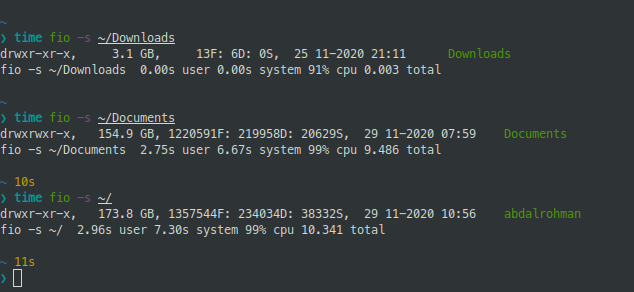 ~
❯ time fio -s ~/Downloads
drwxr-xr-x,     3.1 GB,     13F: 6D: 0S,  25 11-2020 21:11     Downloads
fio -s ~/Downloads  0.00s user 0.00s system 91% cpu 0.003 total
~
❯ time fio -s ~/Documents
drwxrwxr-x,   154.9 GB, 1220591F: 219958D: 20629S,  29 11-2020 07:59    Documents
fio -s ~/Documents  2.75s user 6.67s system 99% cpu 9.486 total
~ 10s
❯ time fio -s ~/
drwxr-xr-x,   173.8 GB, 1357544F: 234034D: 38332S,  29 11-2020 10:56    abdalrohman
fio -s ~/  2.96s user 7.30s system 99% cpu 10.341 total
~ 11s
❯